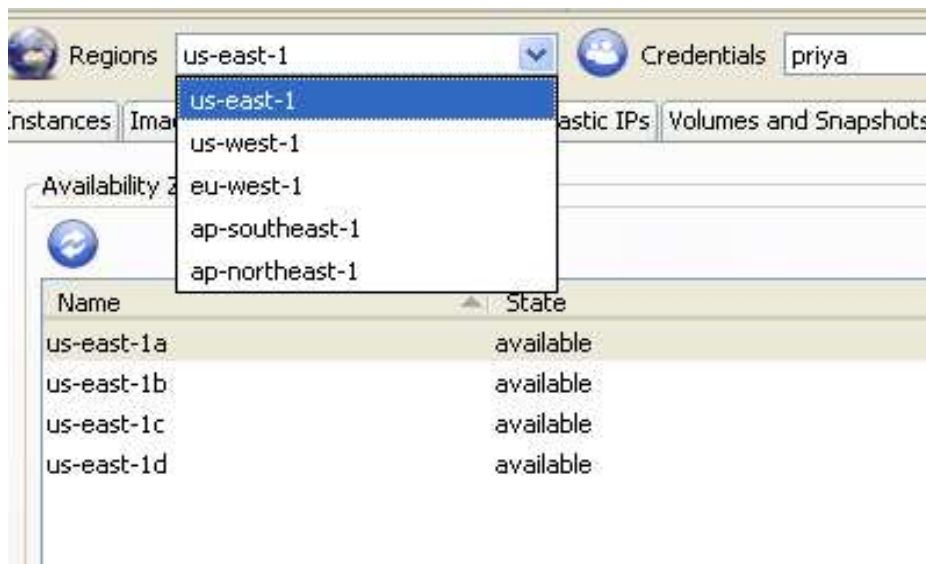 Regions us-east-1 Credentials priya
us-east-1
us-west-1
eu-west-1
ap-southeast-1
ap-northeast-1
IPs Volumes and Snapshots
Availability
Name State
us-east-1a available
us-east-1b available
us-east-1c available
us-east-1d available